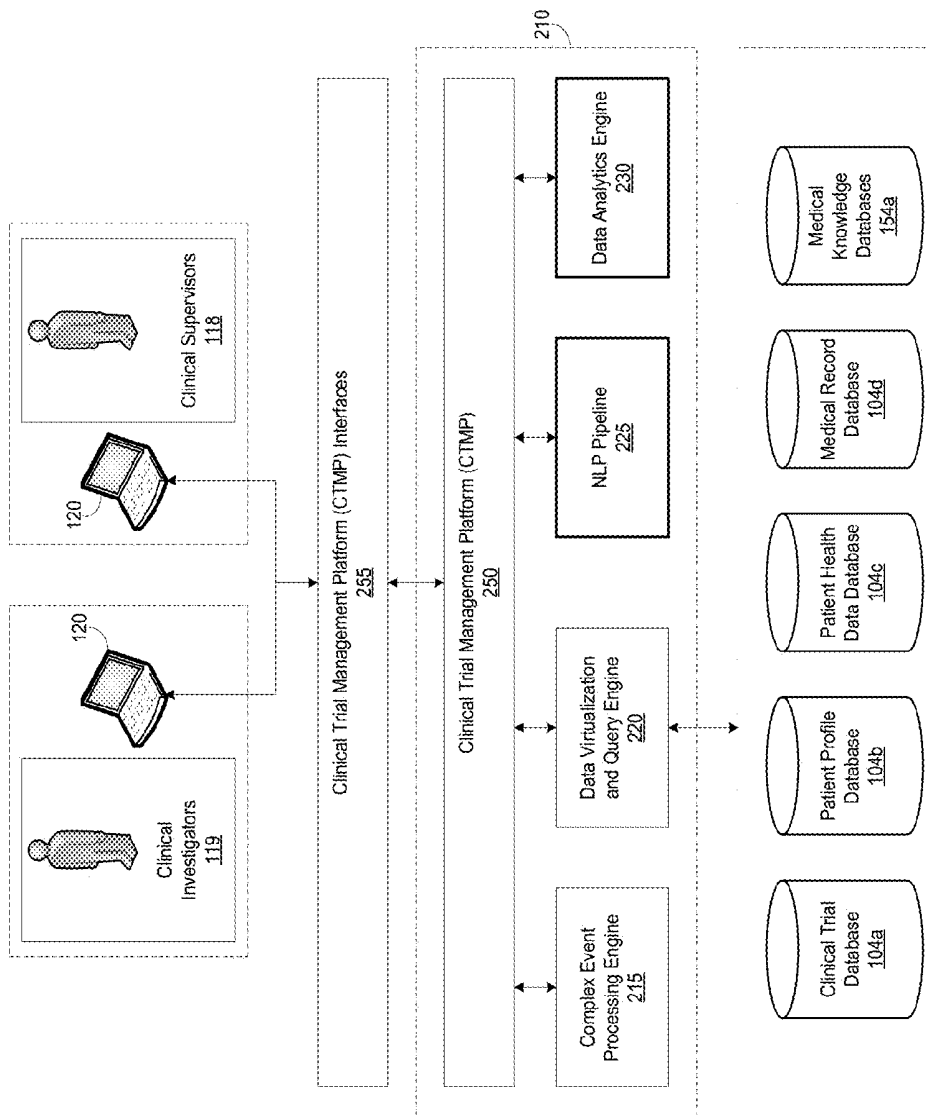 Clinical
Investigators
119
120
120
Clinical Supervisors
118
Clinical Trial Management Platform (CTMP) Interfaces
255
210
Clinical Trial Management Platform (CTMP)
250
Complex Event
Processing Engine
215
Data Virtualization
and Query Engine
220
NLP Pipeline
225
Data Analytics Engine
230
Clinical Trial
Database
104a
Patient Profile
Database
104b
Patient Health
Data Database
104c
Medical Record
Database
104d
Medical
Knowledge
Databases
154a